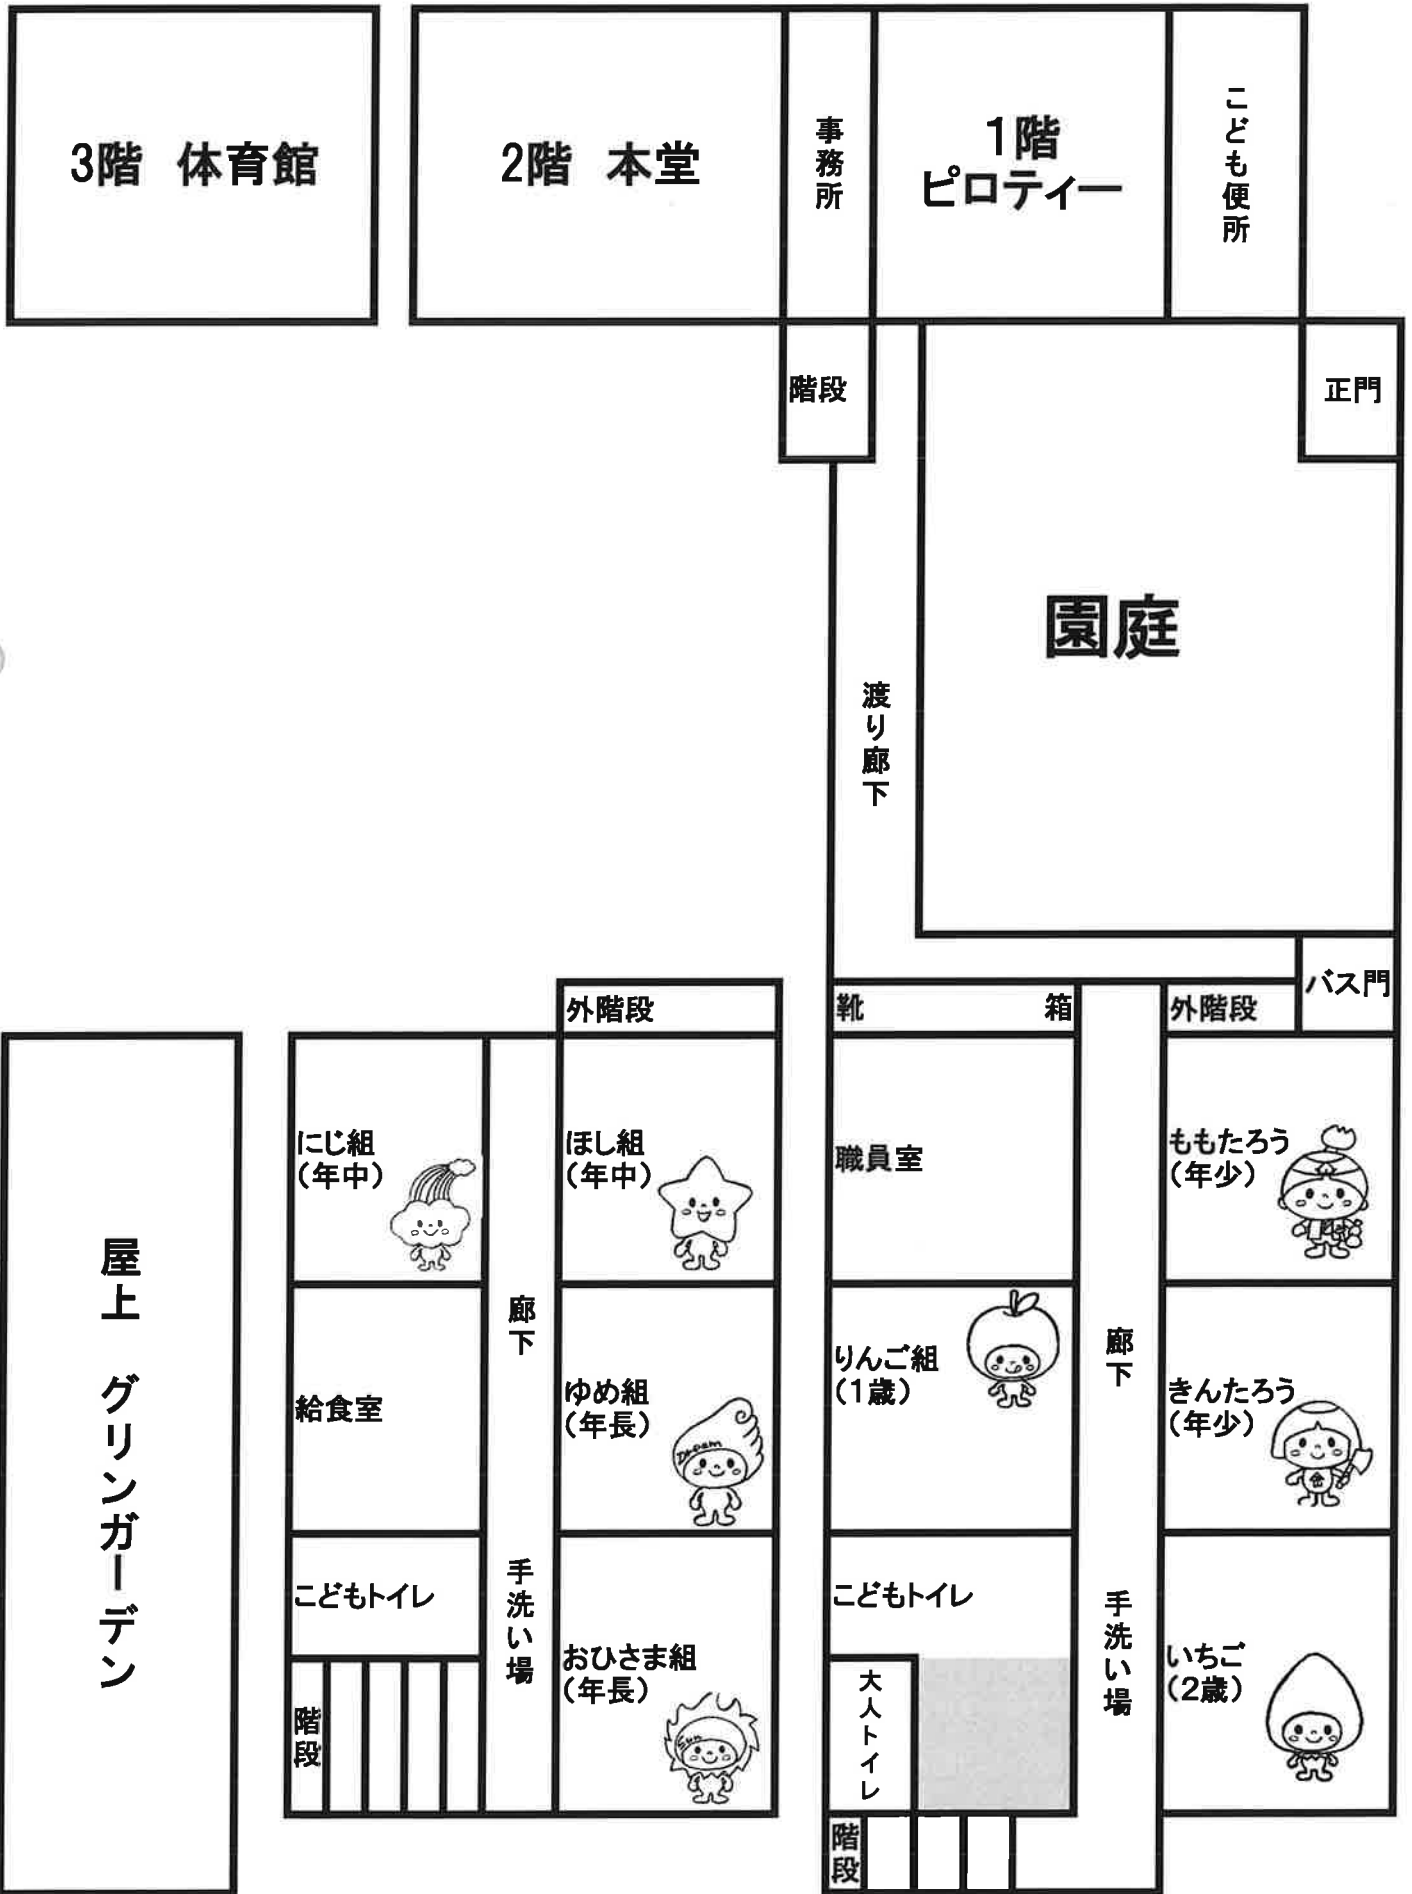 3階 体育館
2階 本堂
事務所
1階
ピロティー
こども便所
階段
正門
園庭
渡り廊下
バス門
外階段
靴 箱
外階段
にじ組
(年中)
ほし組
(年中)
職員室
ももたろう
(年少)
屋上 グリンガーデン
廊下
給食室
ゆめ組
(年長)
Dream
りんご組
(1歳)
廊下
きんたろう
(年少)
金
こどもトイレ
手洗い場
おひさま組
(年長)
Sun
こどもトイレ
手洗い場
いちご
(2歳)
階段
大人トイレ
階段